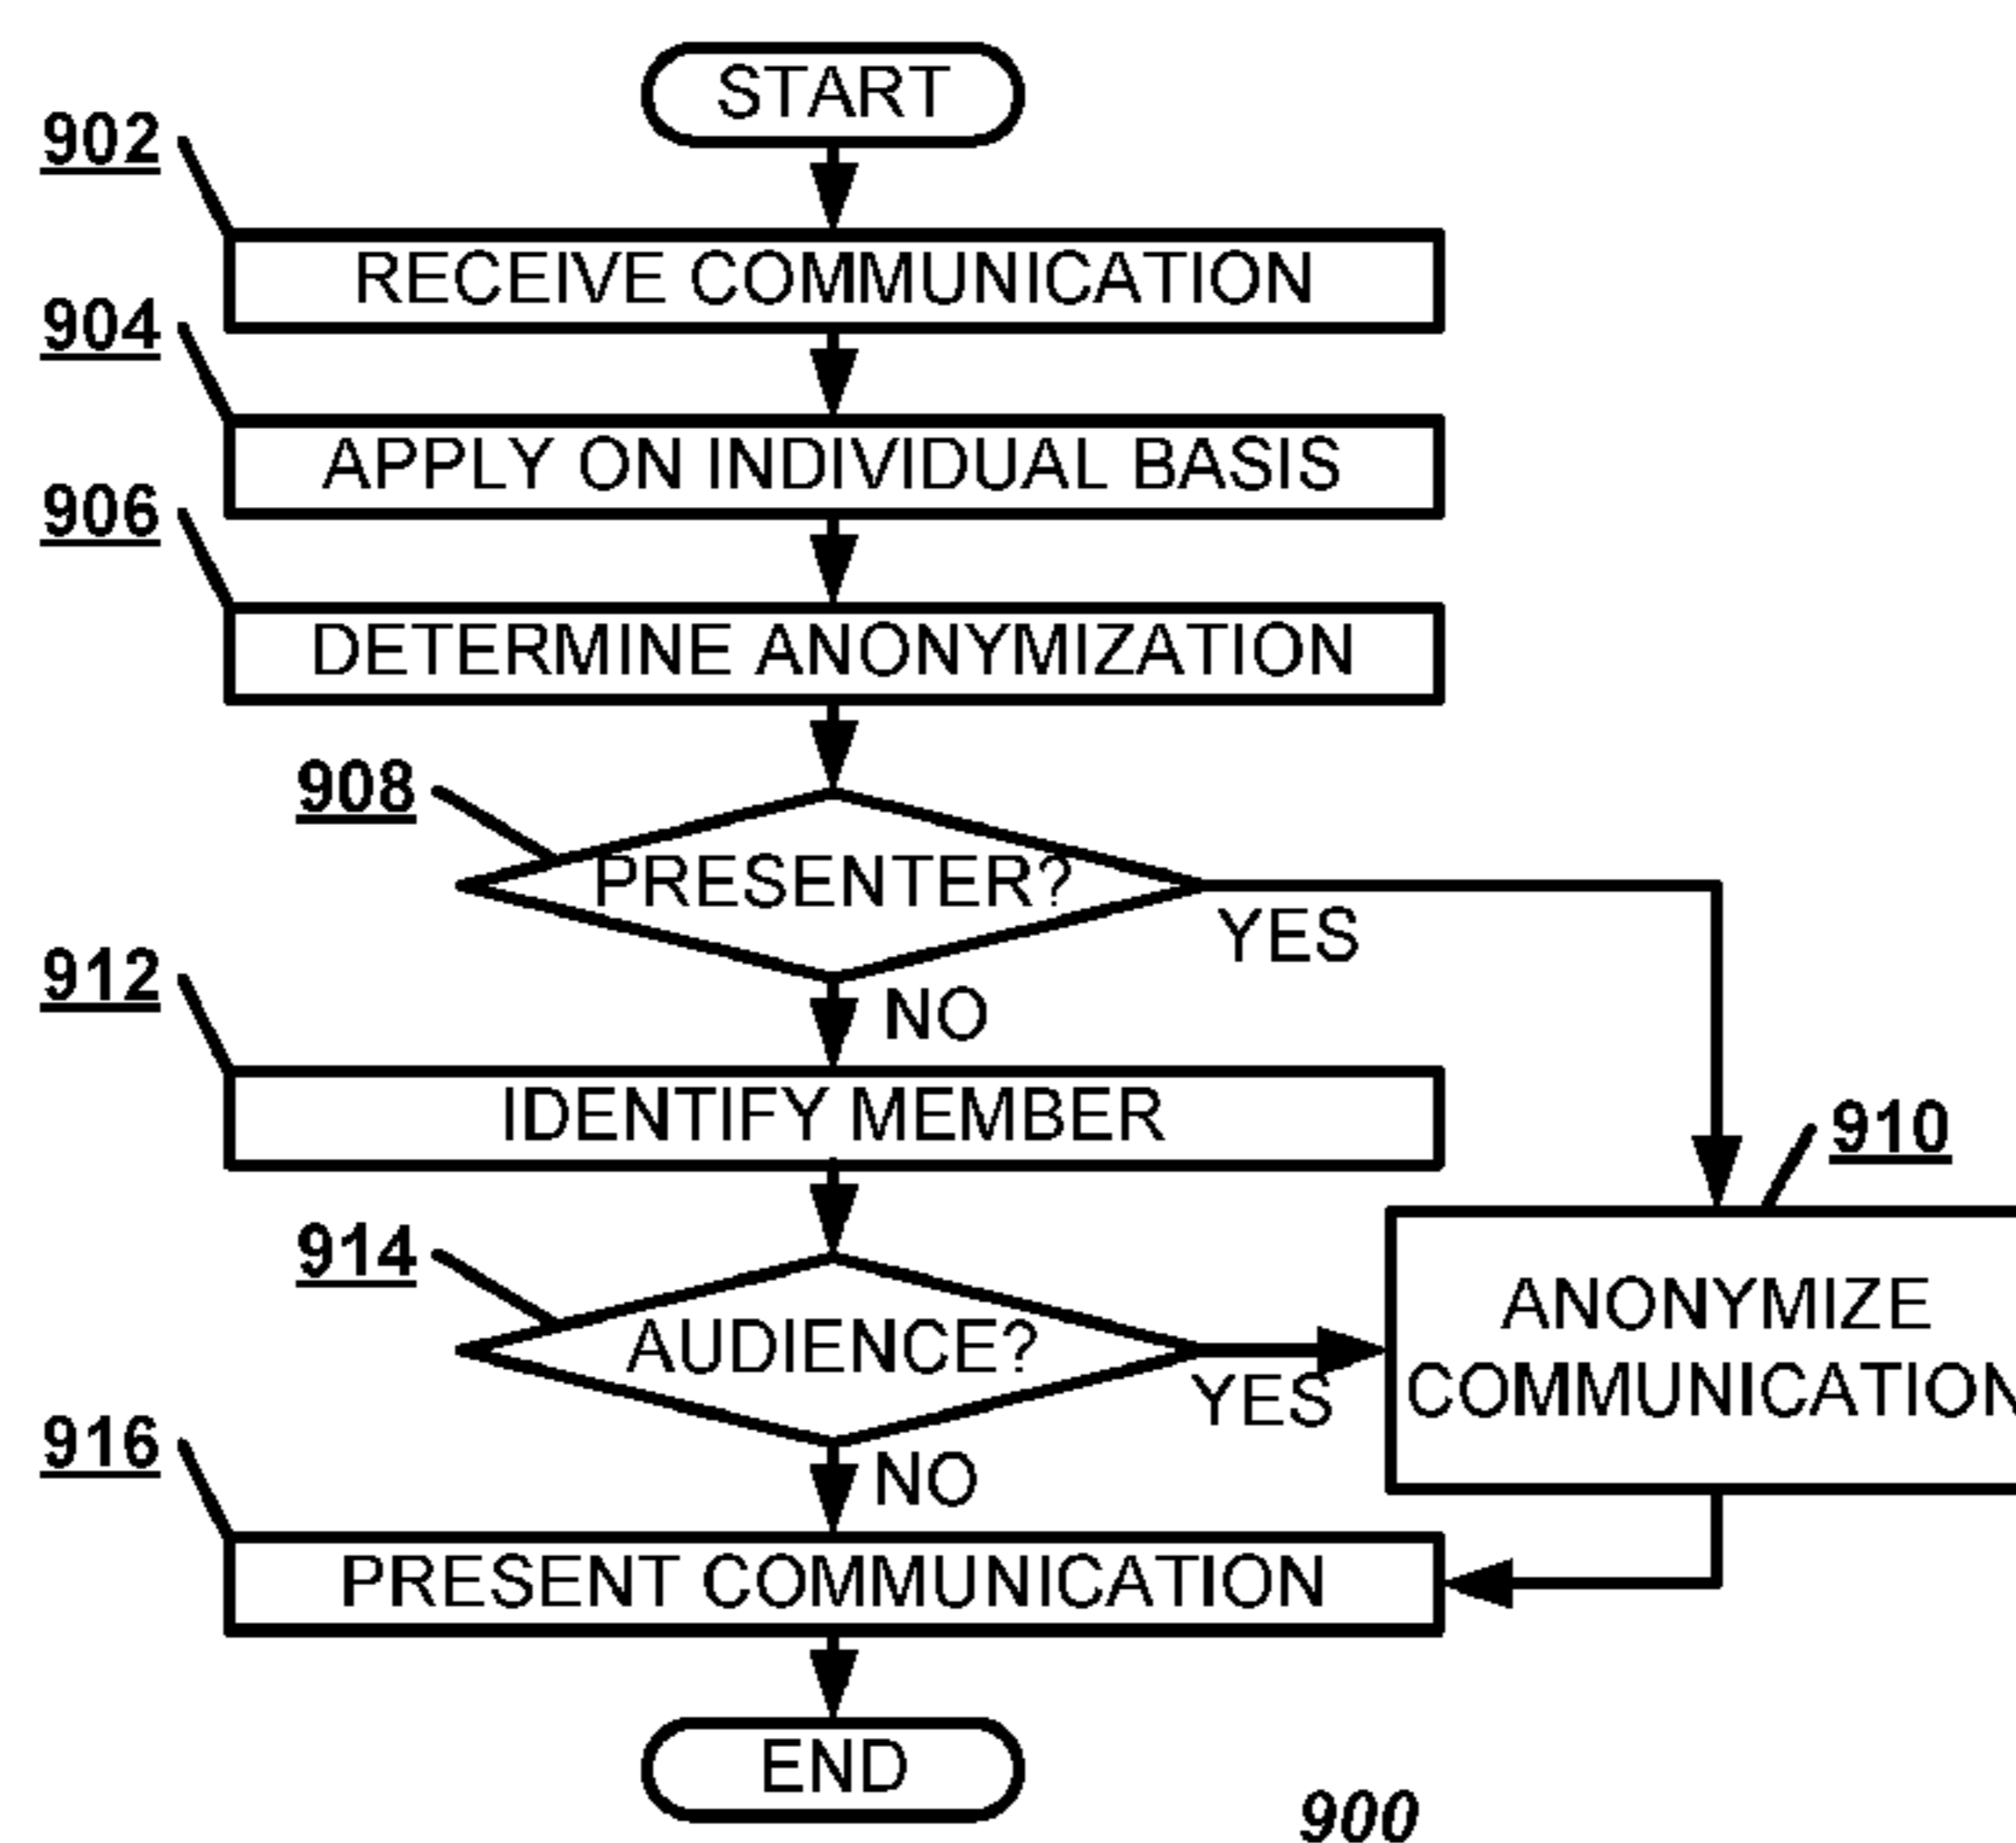 START
902
RECEIVE COMMUNICATION
904
APPLY ON INDIVIDUAL BASIS
906
DETERMINE ANONYMIZATION
908
PRESENTER?
YES
NO
912
IDENTIFY MEMBER
910
914
AUDIENCE?
YES
ANONYMIZE
COMMUNICATION
NO
916
PRESENT COMMUNICATION
END
900